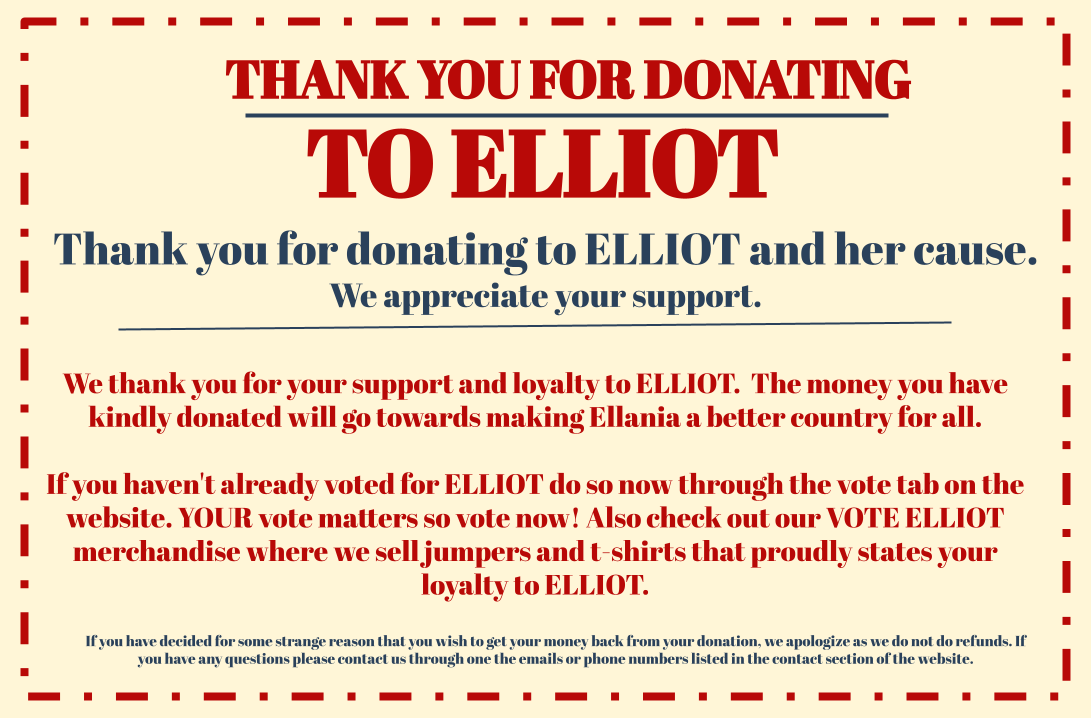 THANK YOU FOR DONATING
TO ELLIOT
Thank you for donating to ELLIOT and her cause.
We appreciate your support.
We thank you for your support and loyalty to ELLIOT.  The money you have
kindly donated will go towards making Ellania a better country for all.
If you haven't already voted for ELLIOT do so now through the vote tab on the
website. YOUR vote matters so vote now! Also check out our VOTE ELLIOT
merchandise where we sell jumpers and t-shirts that proudly states your
loyalty to ELLIOT.
If you have decided for some strange reason that you wish to get your money back from your donation, we apologize as we do not do refunds. If
you have any questions please contact us through one the emails or phone numbers listed in the contact section of the website.